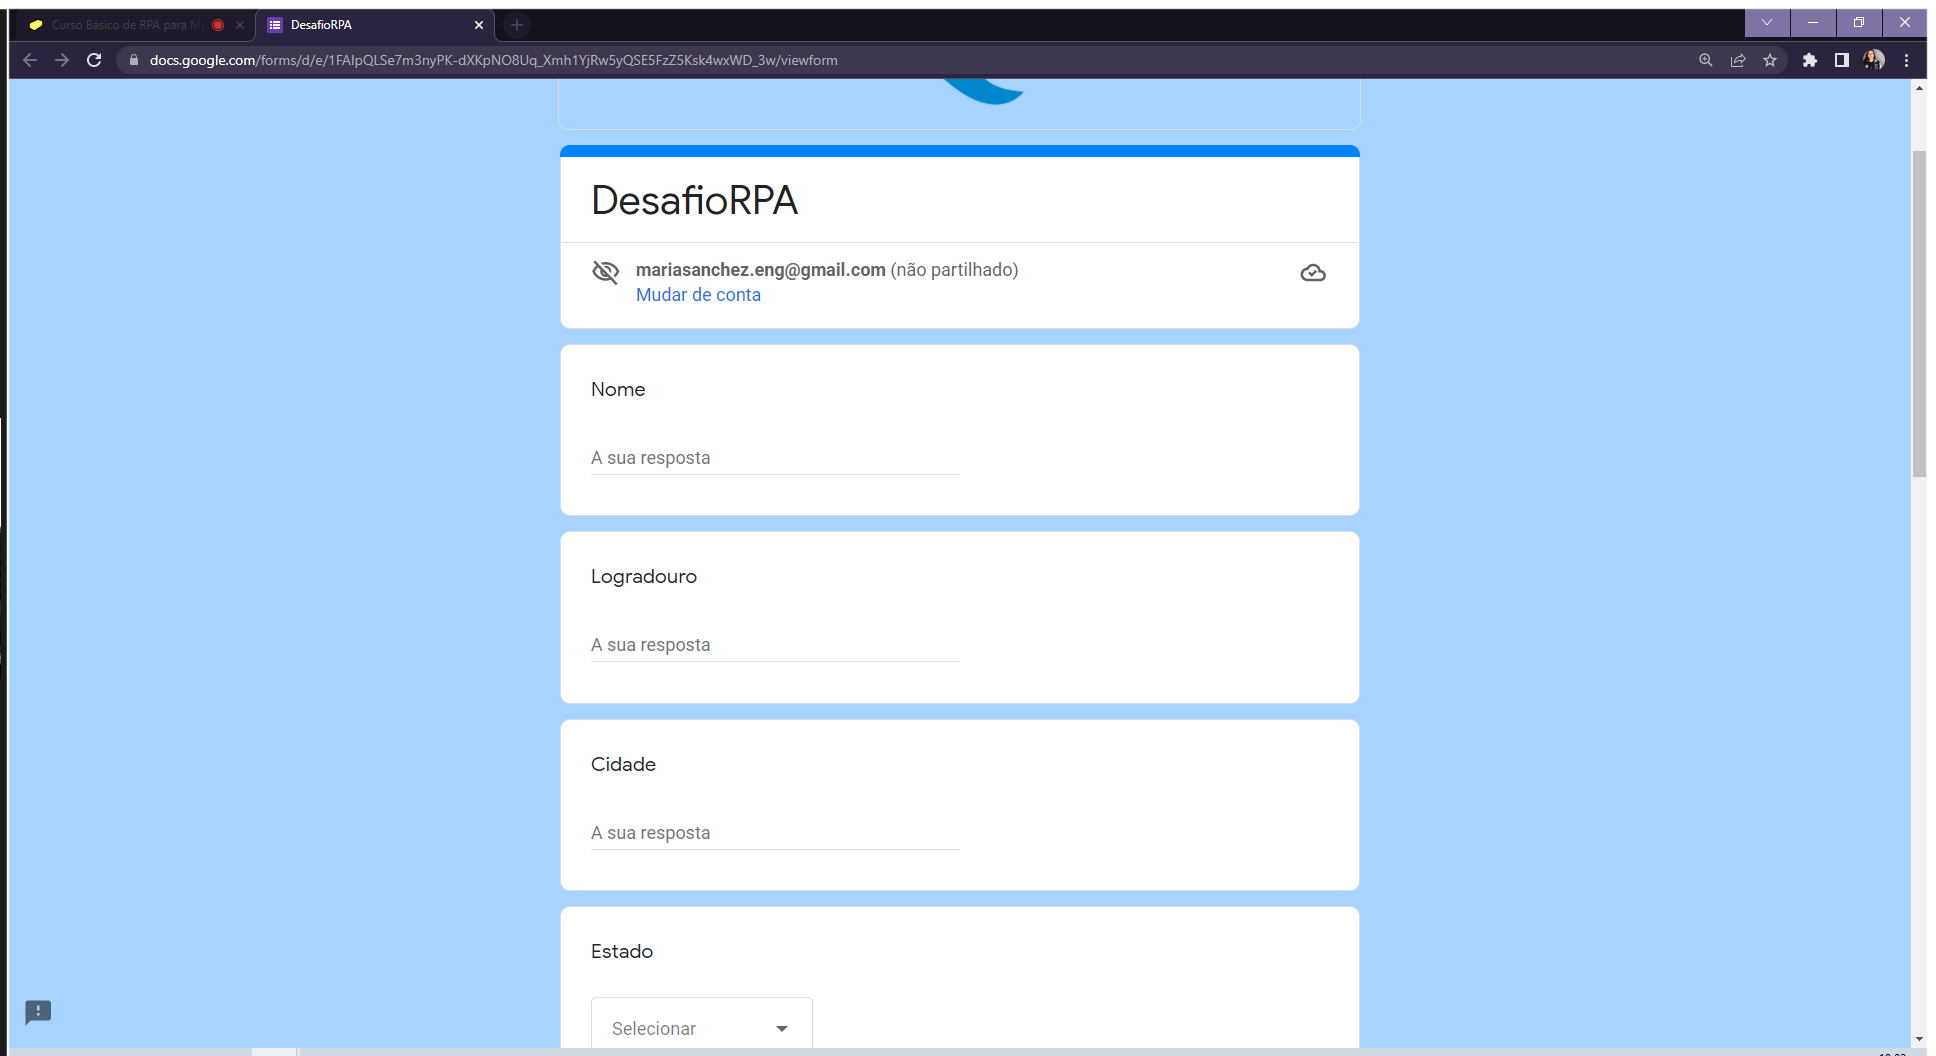 Curso Básico de RPA para M
DesafioRPA
docs.google.com/forms/d/e/1FAIpQLSe7m3nyPK-dXKpNO8Uq_Xmh1YjRw5yQSE5FzZ5Ksk4wxWD_3w/viewform
DesafioRPA
mariasanchez.eng@gmail.com (não partilhado)
Mudar de conta
Nome
A sua resposta
Logradouro
A sua resposta
Cidade
A sua resposta
Estado
Selecionar